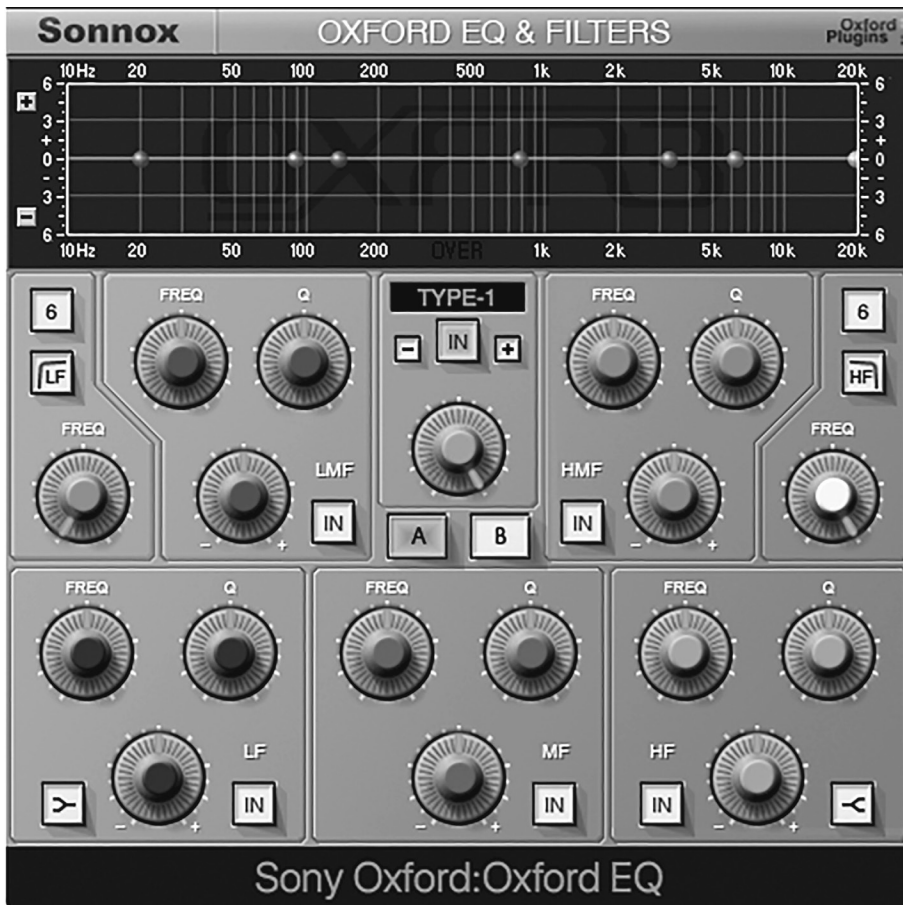 Sonnox OXFORD EQ & FILTERS Oxford
Plugins
10Hz 20 50 100 200 500 1k 2k 5k 10k 20k
6 6
+
3 3
+ +
0 0
- -
3 3
-
6 6
10Hz 20 50 100 200 OVER 1k 2k 5k 10k 20k
OXFORD
6 FREQ Q TYPE-1 FREQ Q 6
- IN +
LF HF
FREQ FREQ
LMF HMF
IN IN
- + - +
A B
FREQ Q FREQ Q FREQ Q
LF MF HF
IN IN IN
- + - + - +
Sony Oxford:Oxford EQ